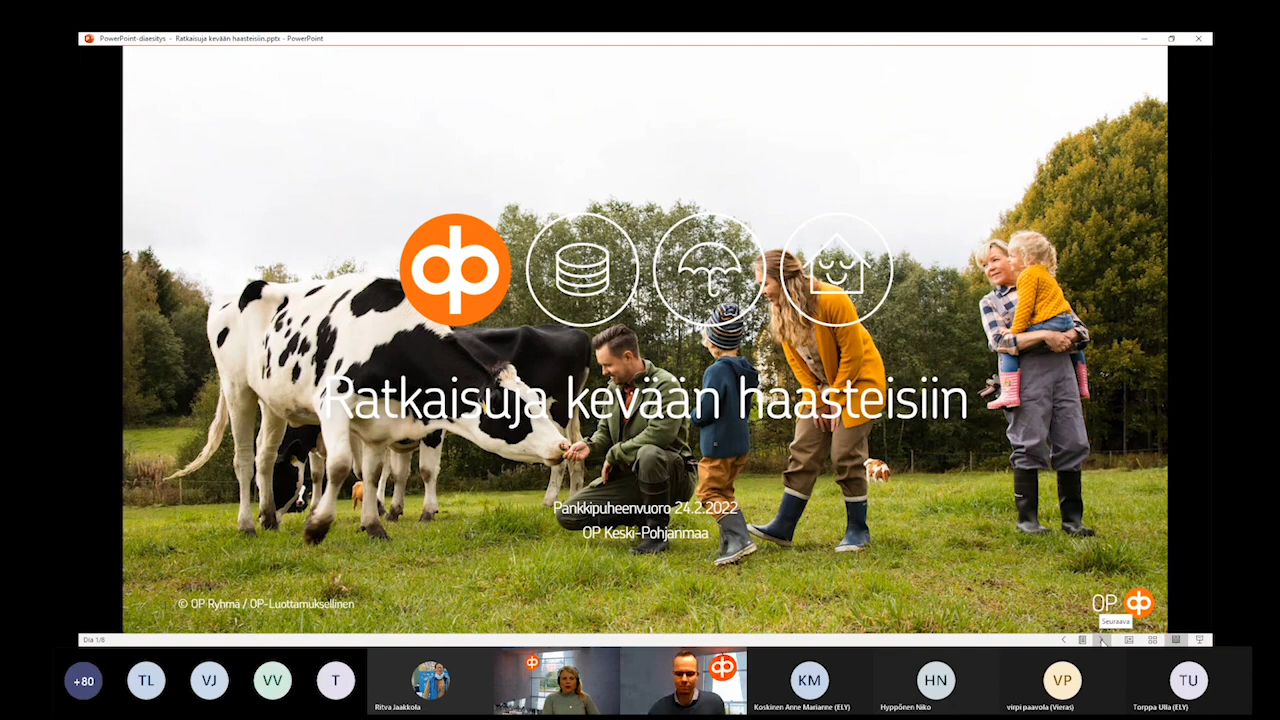 PowerPoint-diaesitys - Ratkaisuja kevään haasteisiin.pptx - PowerPoint
Ratkaisuja kevään haasteisiin
Pankkipuheenvuoro 24.2.2022
OP Keski-Pohjanmaa
© OP Ryhmä / OP-Luottamuksellinen
OP
Seuraava
Dia 1/8
+80
TL
VJ
VV
T
Ritva Jaakkola
KM
Koskinen Anne Marianne (ELY)
HN
Hyppönen Niko
VP
virpi paavola (Vieras)
TU
Torppa Ulla (ELY)